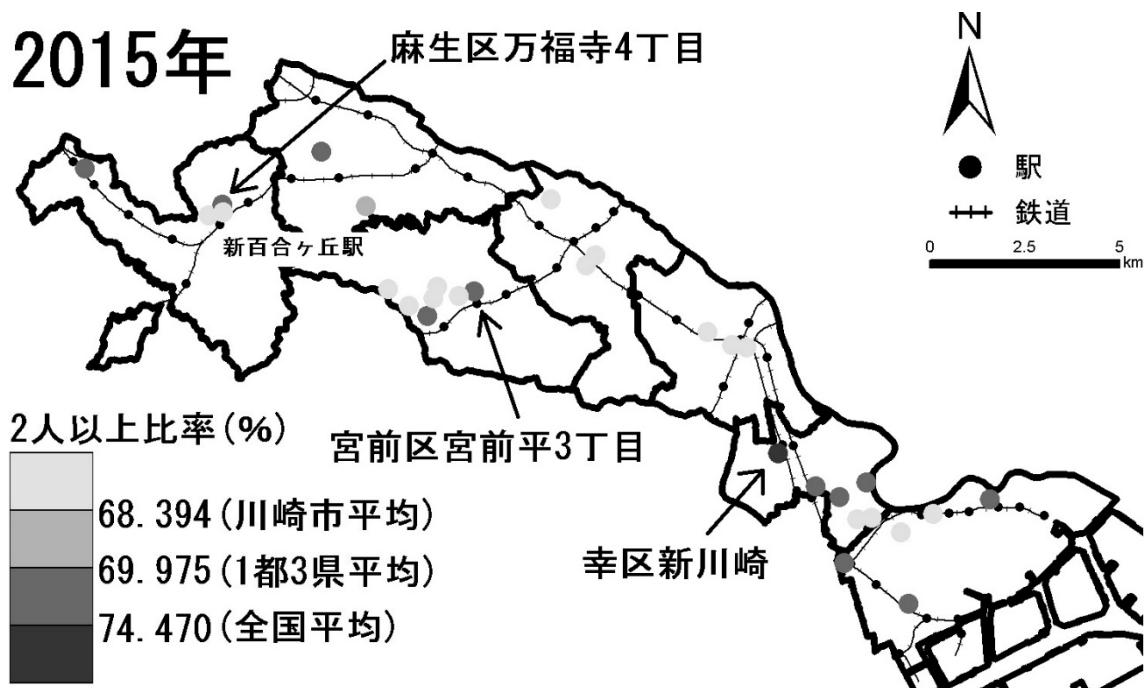 2015年
麻生区万福寺4丁目
N
駅
鉄道
0 2.5 5
km
新百合ヶ丘駅
2人以上比率(%)
68.394(川崎市平均)
69.975(1都3県平均)
74.470(全国平均)
宮前区宮前平3丁目
幸区新川崎